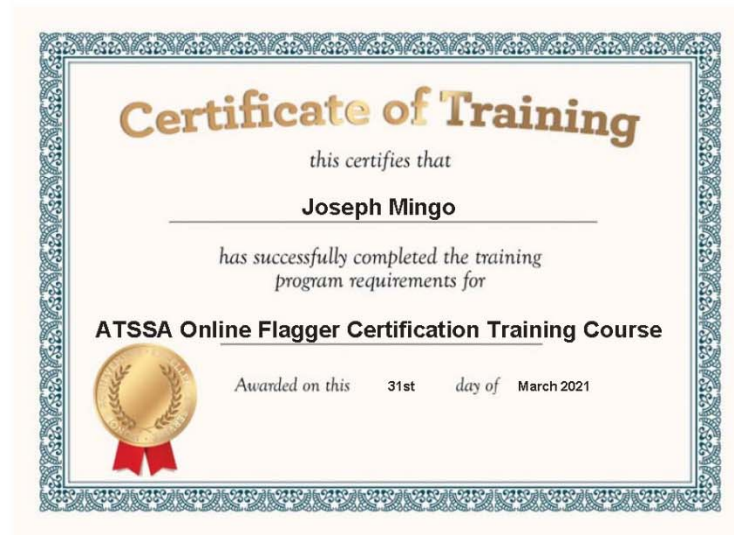 Certificate of Training
this certifies that
Joseph Mingo
has successfully completed the training
program requirements for
ATSSA Online Flagger Certification Training Course
Awarded on this 31st day of March 2021